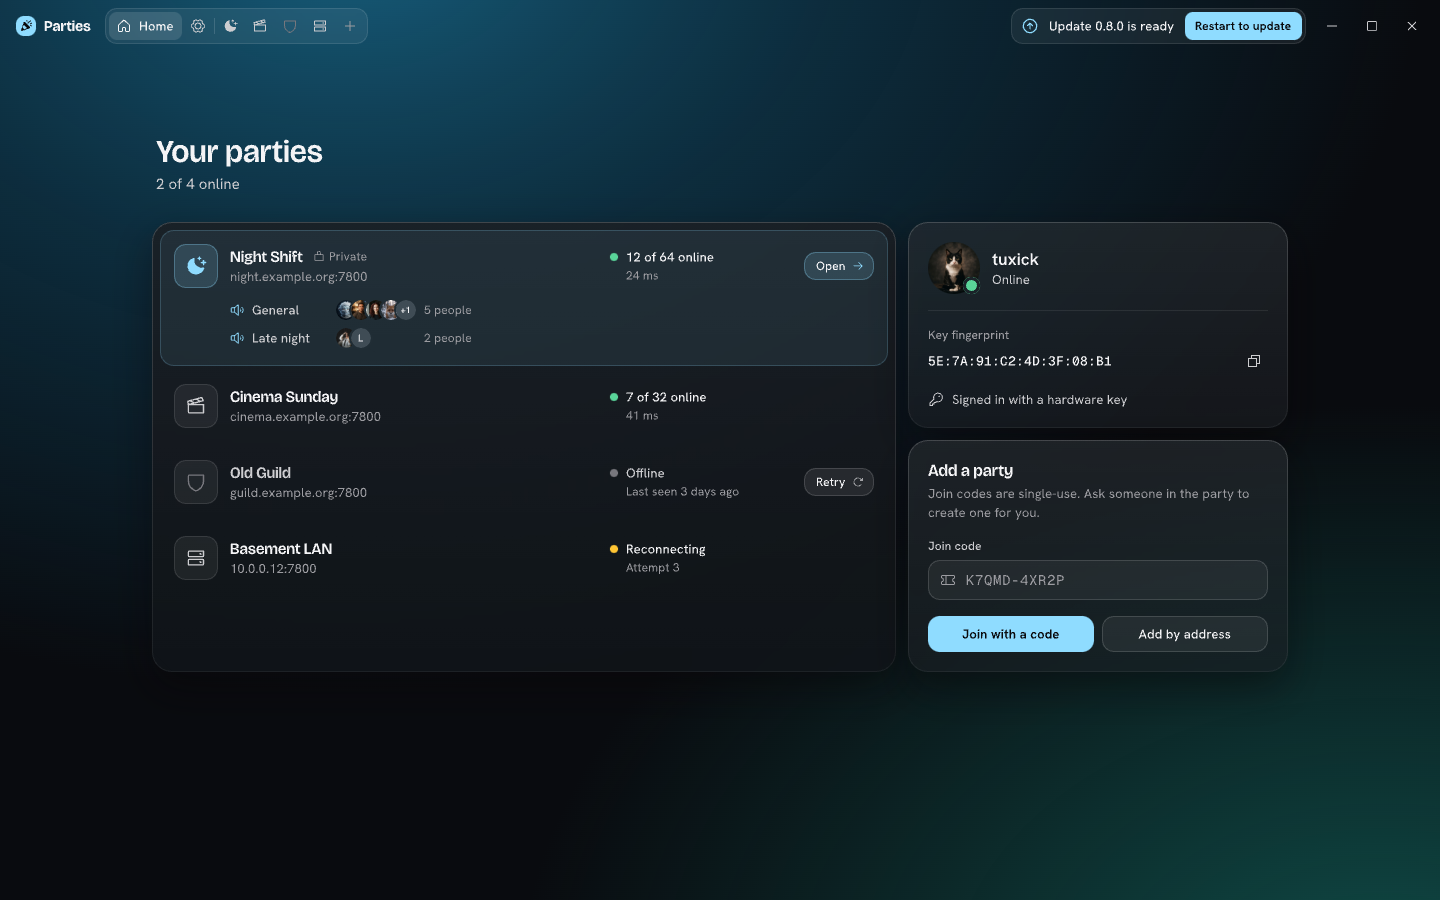 Parties
Home
Update 0.8.0 is ready
Restart to update
Your parties
2 of 4 online
Night Shift
Private
night.example.org:7800
12 of 64 online
24 ms
Open
General
+1
5 people
Late night
L
2 people
Cinema Sunday
cinema.example.org:7800
7 of 32 online
41 ms
Old Guild
guild.example.org:7800
Offline
Last seen 3 days ago
Retry
Basement LAN
10.0.0.12:7800
Reconnecting
Attempt 3
tuxick
Online
Key fingerprint
5E:7A:91:C2:4D:3F:08:B1
Signed in with a hardware key
Add a party
Join codes are single-use. Ask someone in the party to
create one for you.
Join code
K7QMD-4XR2P
Join with a code
Add by address